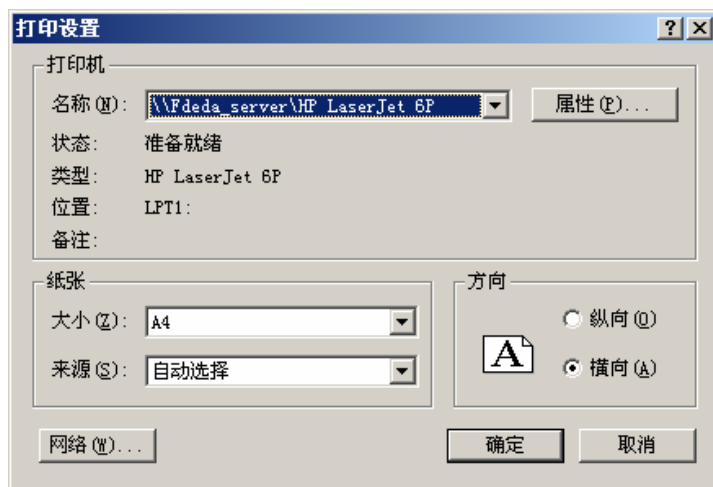 打印设置
打印机
名称(N): \\Fdeda_server\HP LaserJet 6P 属性(P)...
状态: 准备就绪
类型: HP LaserJet 6P
位置: LPT1:
备注:
纸张
大小(Z): A4
来源(S): 自动选择
方向
A
纵向(O)
横向(A)
网络(W)...
确定
取消